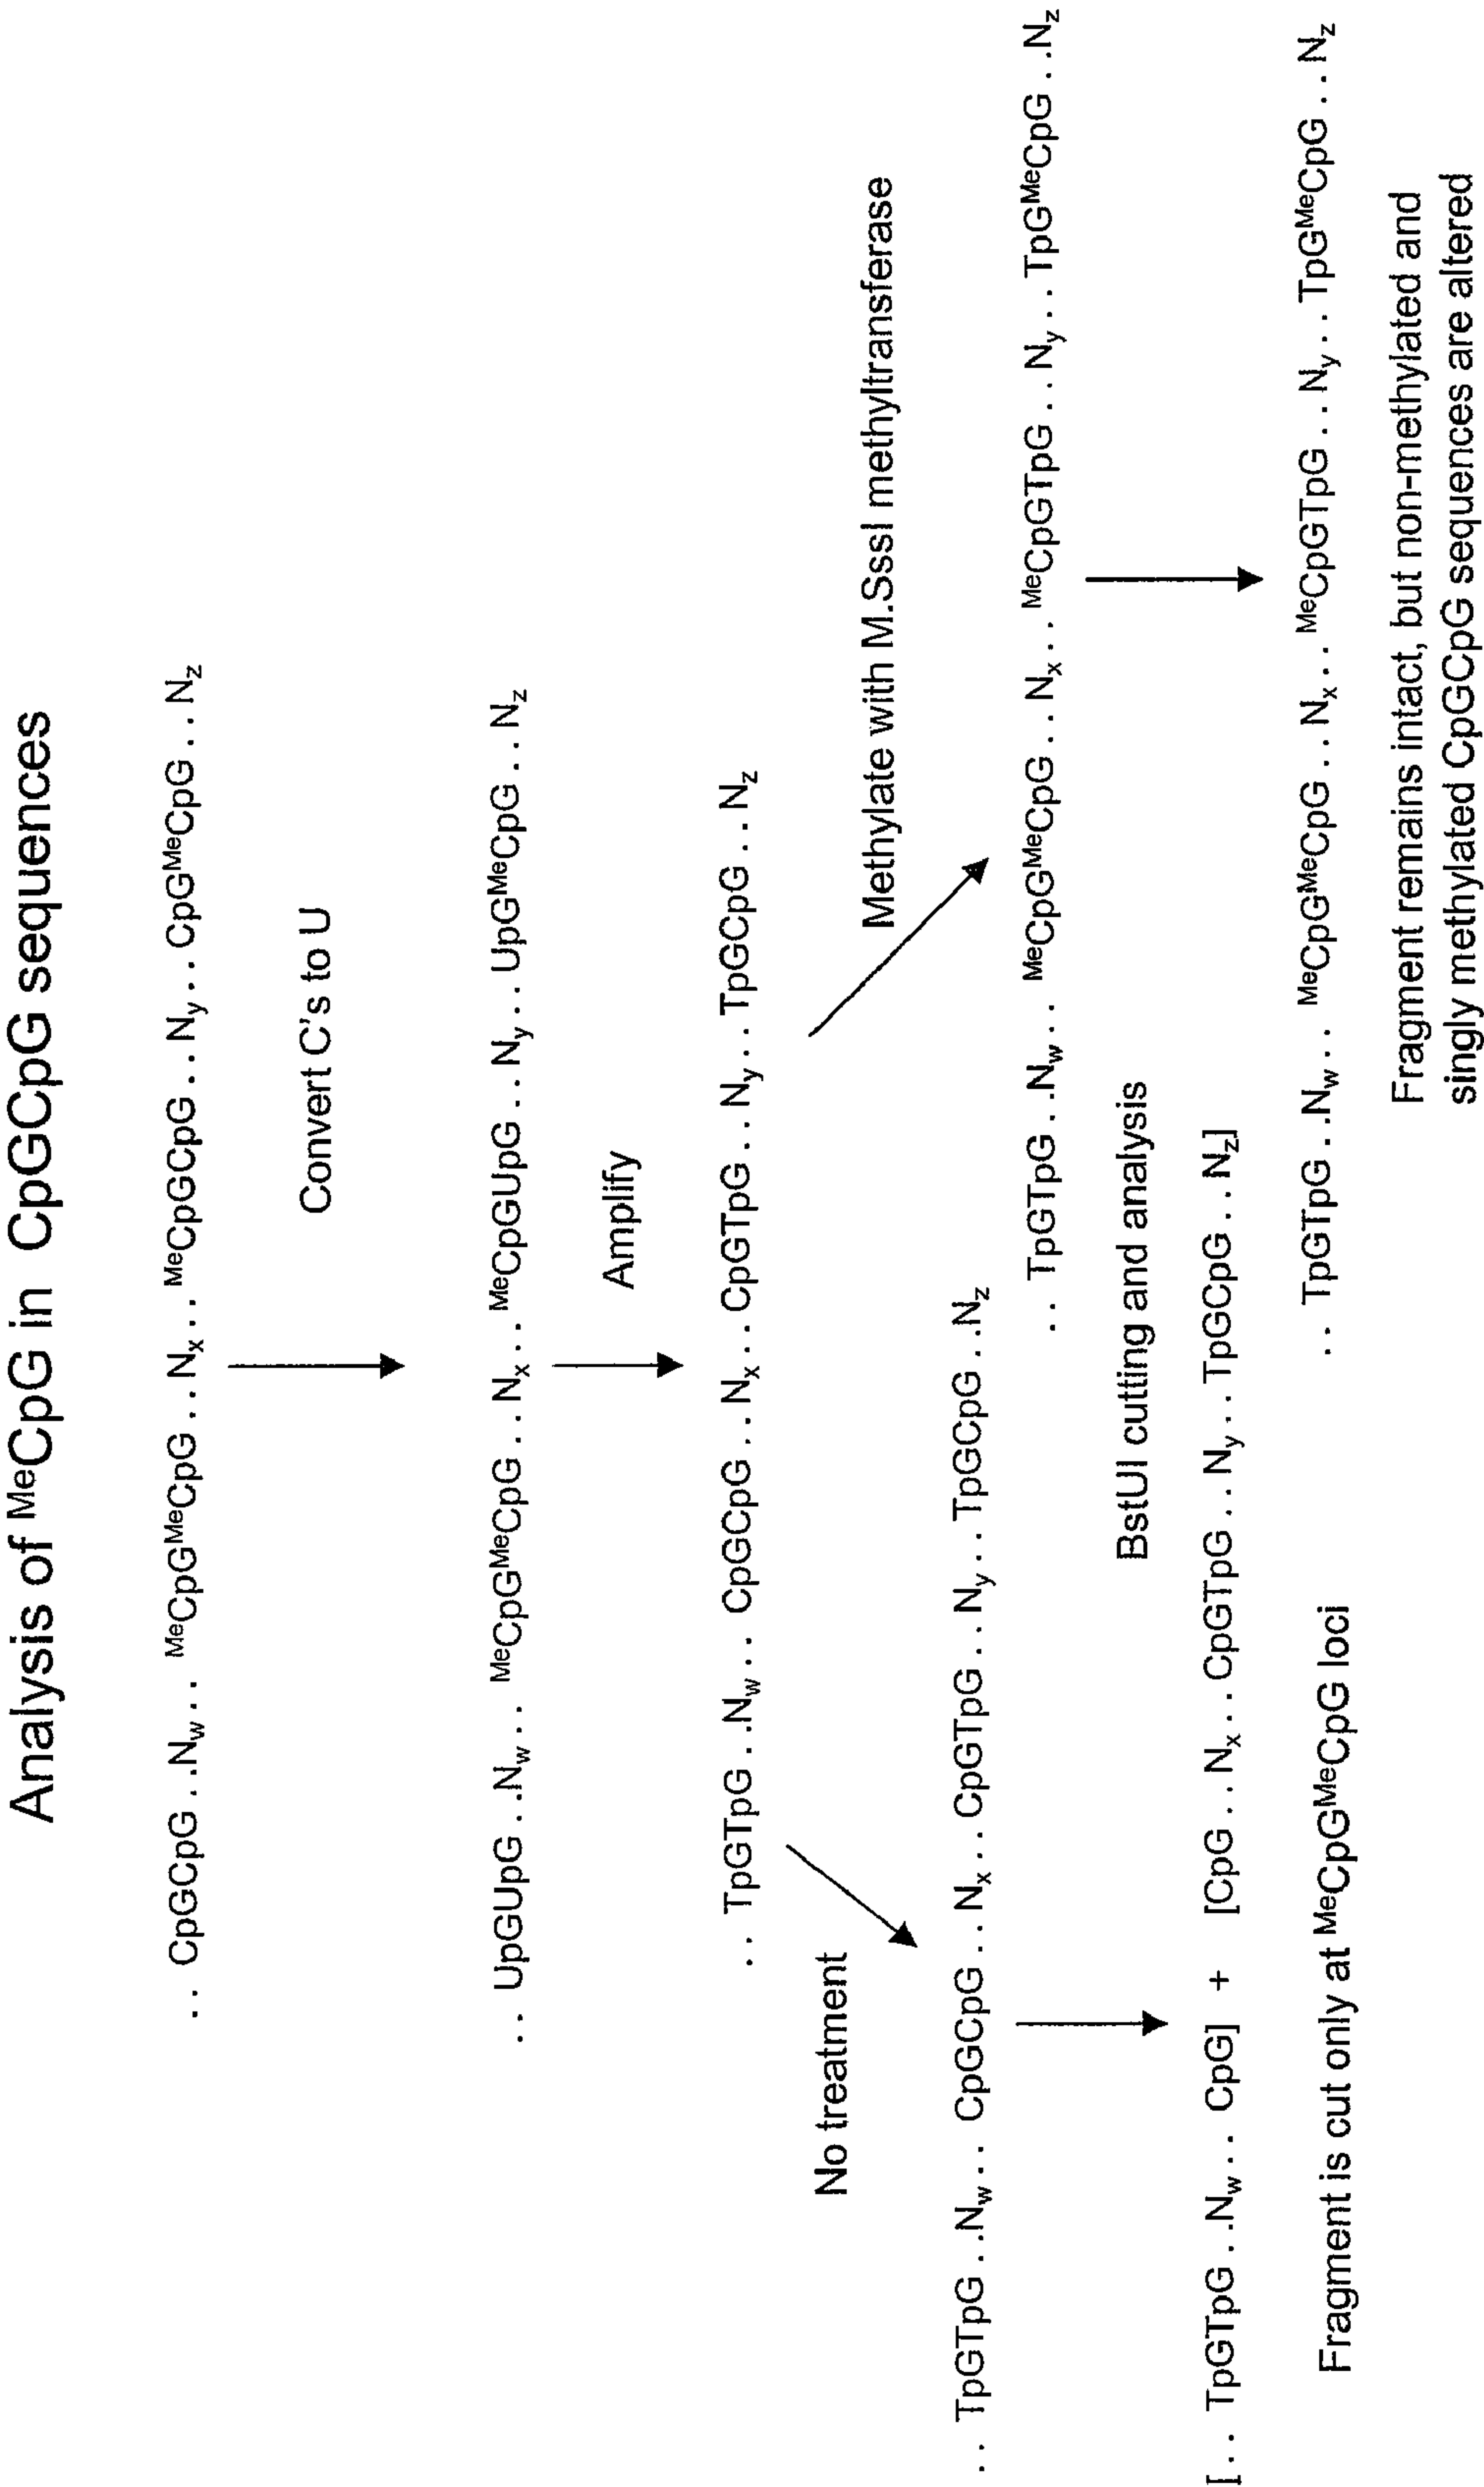 Analysis of MeCpG in CpGCpG sequences
.. CpGCpG ..Nw.. MeCpGMeCpG ..Nx.. MeCpGCpG ..Ny.. CpGMeCpG ..Nz
Convert C's to U
.. UpGUpG ..Nw.. MeCpGMeCpG ..Nx.. MeCpGUpG ..Ny.. UpGMeCpG ..Nz
Amplify
.. TpGTpG ..Nw.. CpGCpG ..Nx.. CpGTpG ..Ny.. TpGCpG ..Nz
No treatment
Methylate with M.SssI methyltransferase
.. TpGTpG ..Nw.. CpGCpG ..Nx.. CpGTpG ..Ny.. TpGCpG ..Nz
.. TpGTpG ..Nw.. MeCpGMeCpG ..Nx.. MeCpGTpG ..Ny.. TpGMeCpG ..Nz
BstUI cutting and analysis
[.. TpGTpG ..Nw.. CpG] + [CpG ..Nx.. CpGTpG ..Ny.. TpGCpG ..Nz]
.. TpGTpG ..Nw.. MeCpGMeCpG ..Nx.. MeCpGTpG ..Ny.. TpGMeCpG ..Nz
Fragment is cut only at MeCpGMeCpG loci
Fragment remains intact, but non-methylated and
singly methylated CpGCpG sequences are altered